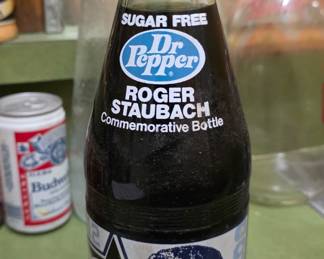 SUGAR FREE
Dr
Pepper
ROGER
STAUBACH
Commemorative Bottle
Budweiser